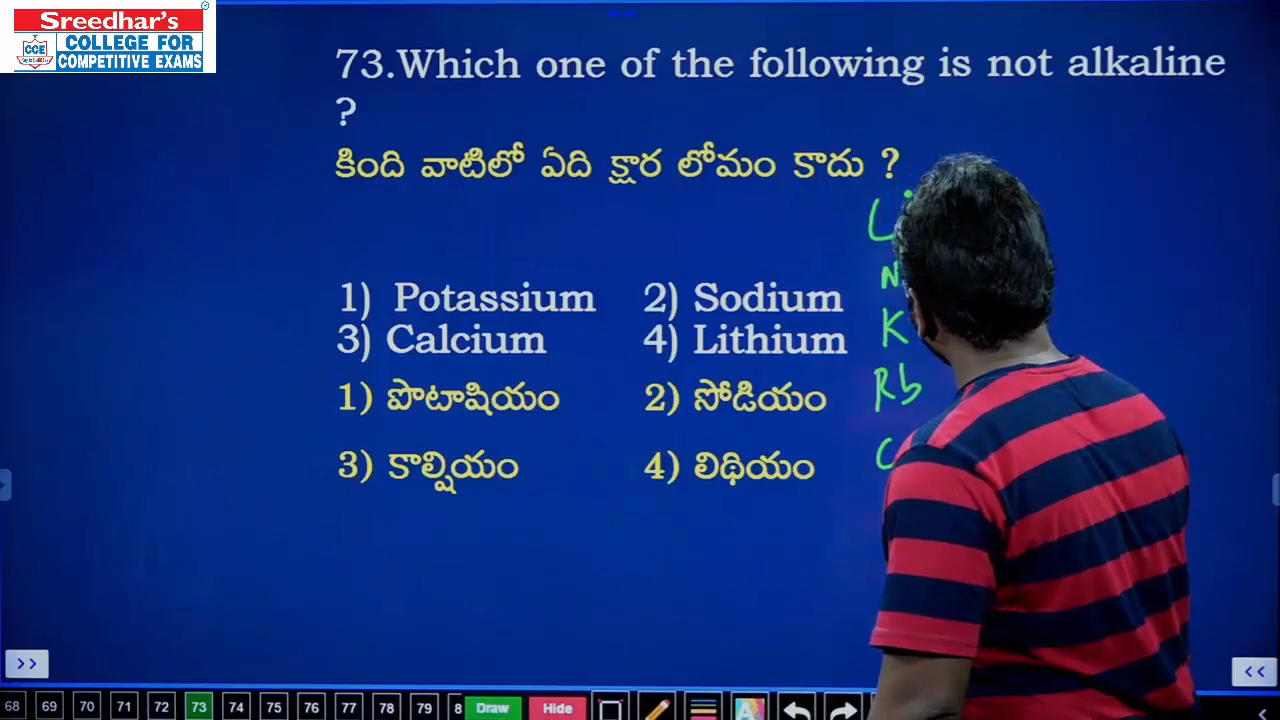 Sreedhar's
CCE
COLLEGE FOR
COMPETITIVE EXAMS
73.Which one of the following is not alkaline
?
కింది వాటిలో ఏది క్షార లోమం కాదు ?
1) Potassium 2) Sodium
3) Calcium 4) Lithium
1) పొటాషియం 2) సోడియం
3) కాల్షియం 4) లిథియం
L
N
K
Rb
C
>> <<
68 69 70 71 72 73 74 75 76 77 78 79 8 Draw Hide